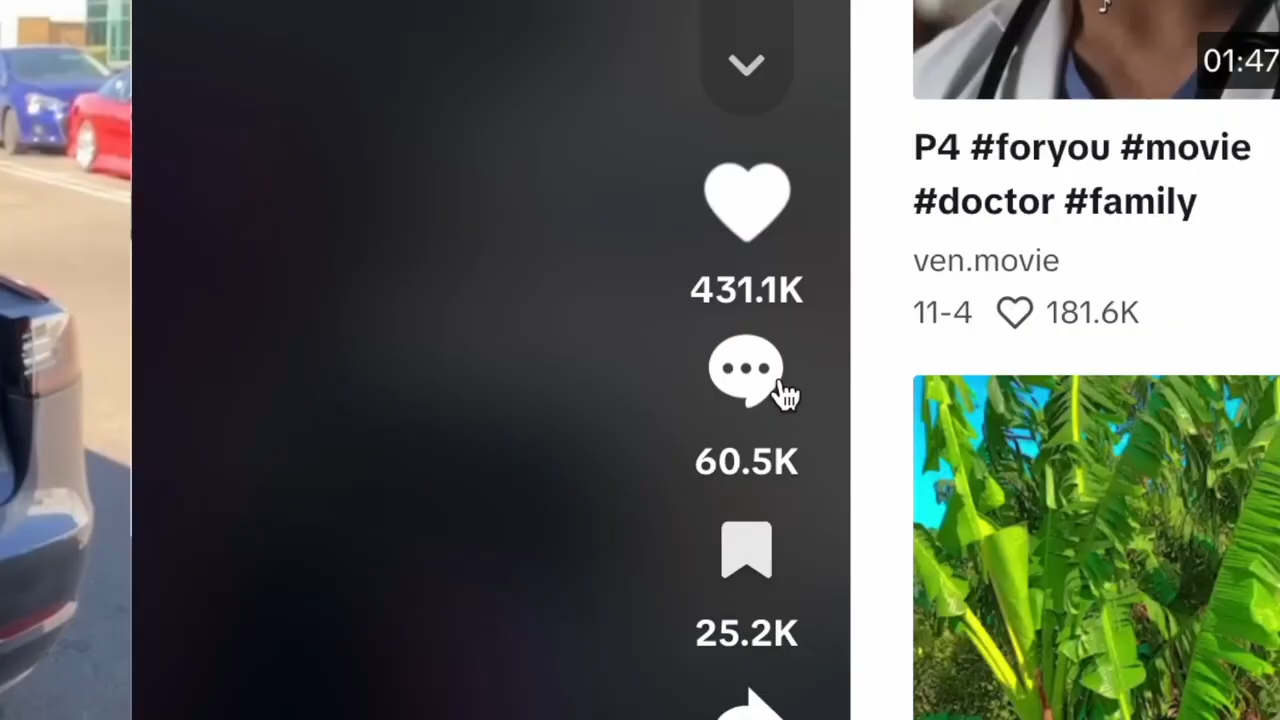 431.1K
60.5K
25.2K
01:47
P4 #foryou #movie
#doctor #family
ven.movie
11-4 181.6K